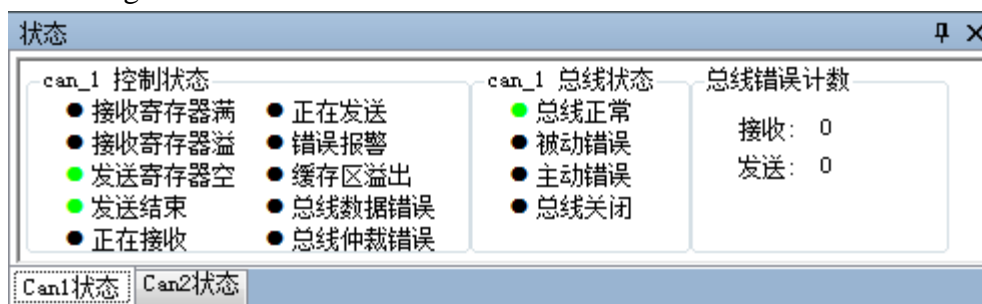 状态
can_1 控制状态
接收寄存器满
接收寄存器溢
发送寄存器空
发送结束
正在接收
正在发送
错误报警
缓存区溢出
总线数据错误
总线仲裁错误
can_1 总线状态
总线正常
被动错误
主动错误
总线关闭
总线错误计数
接收: 0
发送: 0
Can1状态 Can2状态